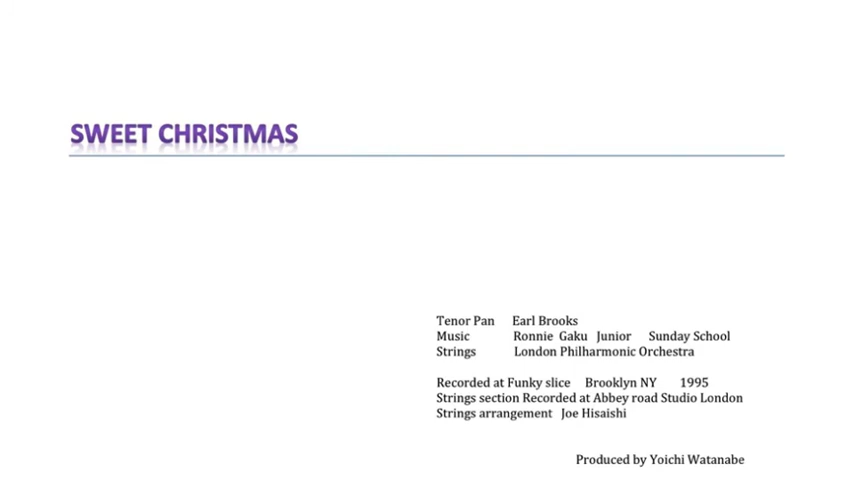 SWEET CHRISTMAS
Tenor Pan Earl Brooks
Music Ronnie Gaku Junior Sunday School
Strings London Philharmonic Orchestra
Recorded at Funky slice Brooklyn NY 1995
Strings section Recorded at Abbey road Studio London
Strings arrangement Joe Hisaishi
Produced by Yoichi Watanabe